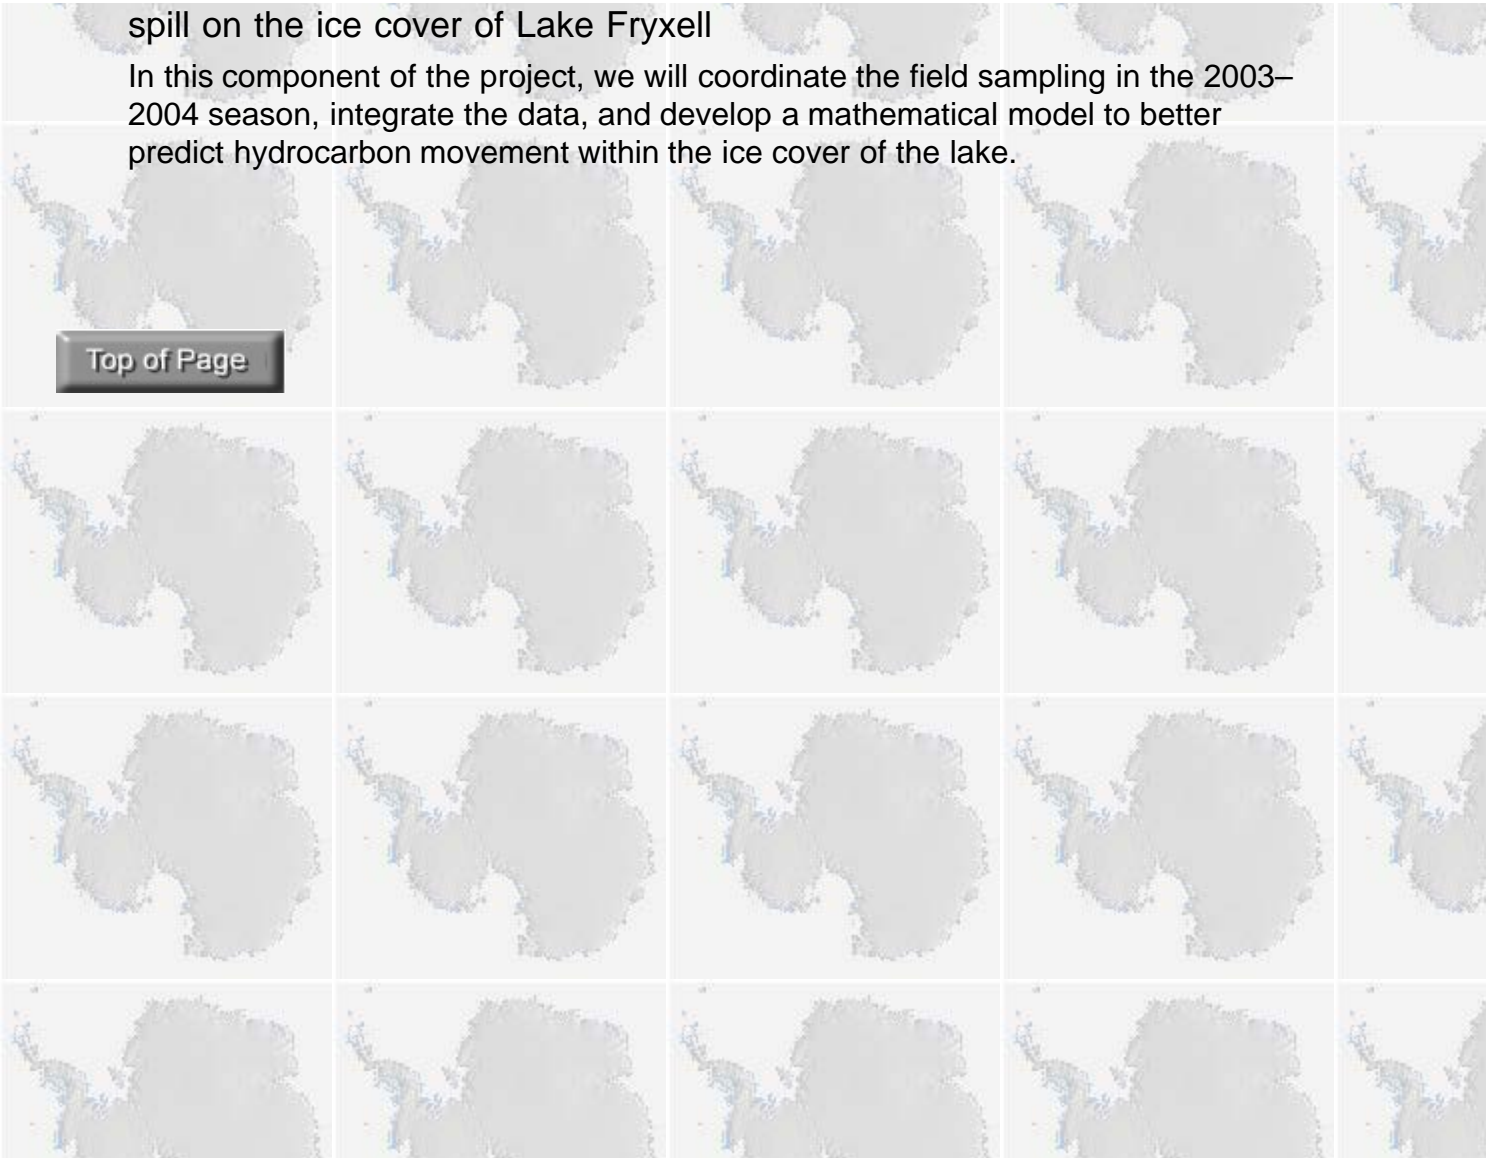 spill on the ice cover of Lake Fryxell
In this component of the project, we will coordinate the field sampling in the 2003–
2004 season, integrate the data, and develop a mathematical model to better
predict hydrocarbon movement within the ice cover of the lake.
Top of Page